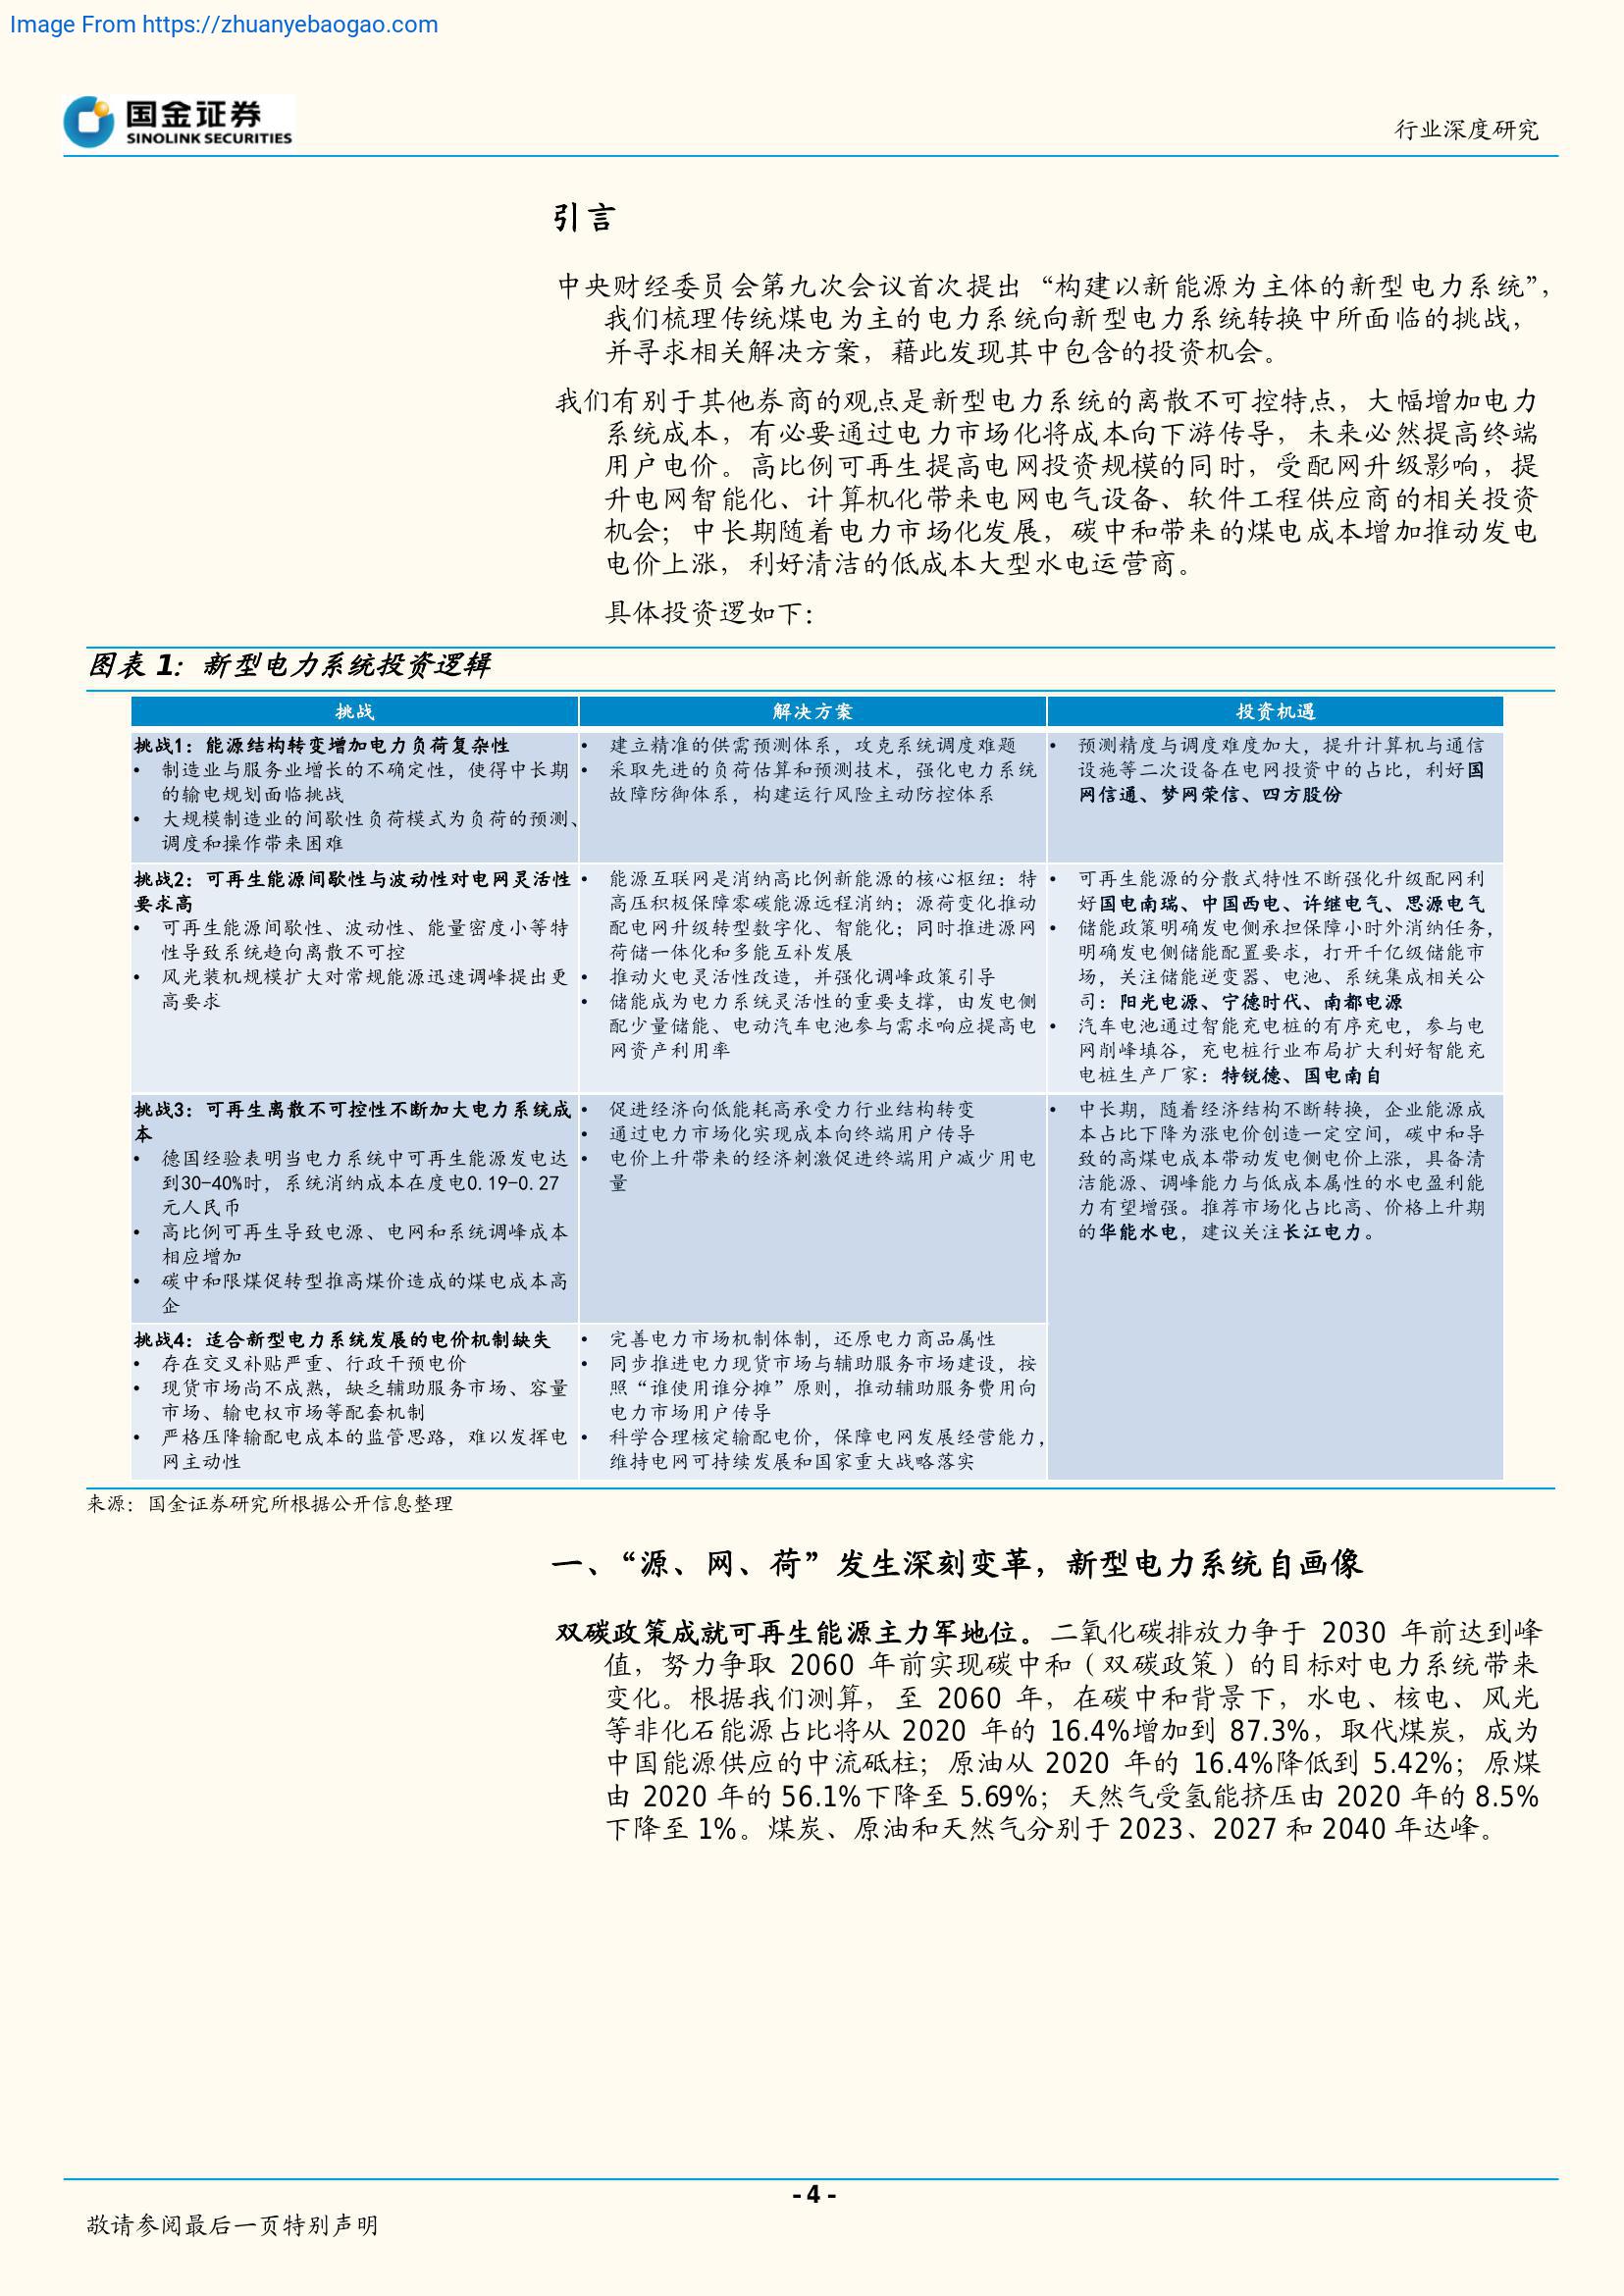 Image From https://zhuanyebaogao.com
国金证券
SINOLINK SECURITIES
行业深度研究
引言
中央财经委员会第九次会议首次提出“构建以新能源为主体的新型电力系统”，
我们梳理传统煤电为主的电力系统向新型电力系统转换中所面临的挑战，
并寻求相关解决方案，藉此发现其中包含的投资机会。
我们有别于其他券商的观点是新型电力系统的离散不可控特点，大幅增加电力
系统成本，有必要通过电力市场化将成本向下游传导，未来必然提高终端
用户电价。高比例可再生提高电网投资规模的同时，受配网升级影响，提
升电网智能化、计算机化带来电网电气设备、软件工程供应商的相关投资
机会；中长期随着电力市场化发展，碳中和带来的煤电成本增加推动发电
电价上涨，利好清洁的低成本大型水电运营商。
具体投资逻如下：
图表 1：新型电力系统投资逻辑
挑战
解决方案
投资机遇
挑战1：能源结构转变增加电力负荷复杂性
• 制造业与服务业增长的不确定性，使得中长期
的输电规划面临挑战
• 大规模制造业的间歇性负荷模式为负荷的预测、
调度和操作带来困难
• 建立精准的供需预测体系，攻克系统调度难题
• 采取先进的负荷估算和预测技术，强化电力系统
故障防御体系，构建运行风险主动防控体系
• 预测精度与调度难度加大，提升计算机与通信
设施等二次设备在电网投资中的占比，利好国
网信通、梦网荣信、四方股份
挑战2：可再生能源间歇性与波动性对电网灵活性
要求高
• 可再生能源间歇性、波动性、能量密度小等特
性导致系统趋向离散不可控
• 风光装机规模扩大对常规能源迅速调峰提出更
高要求
• 能源互联网是消纳高比例新能源的核心枢纽：特
高压积极保障零碳能源远程消纳；源荷变化推动
配电网升级转型数字化、智能化；同时推进源网
荷储一体化和多能互补发展
• 推动火电灵活性改造，并强化调峰政策引导
• 储能成为电力系统灵活性的重要支撑，由发电侧
配少量储能、电动汽车电池参与需求响应提高电
网资产利用率
• 可再生能源的分散式特性不断强化升级配网利
好国电南瑞、中国西电、许继电气、思源电气
• 储能政策明确发电侧承担保障小时外消纳任务，
明确发电侧储能配置要求，打开千亿级储能市
场，关注储能逆变器、电池、系统集成相关公
司：阳光电源、宁德时代、南都电源
• 汽车电池通过智能充电桩的有序充电，参与电
网削峰填谷，充电桩行业布局扩大利好智能充
电桩生产厂家：特锐德、国电南自
挑战3：可再生离散不可控性不断加大电力系统成
本
• 德国经验表明当电力系统中可再生能源发电达
到30-40%时，系统消纳成本在度电0.19-0.27
元人民币
• 高比例可再生导致电源、电网和系统调峰成本
相应增加
• 碳中和限煤促转型推高煤价造成的煤电成本高
企
• 促进经济向低能耗高承受力行业结构转变
• 通过电力市场化实现成本向终端用户传导
• 电价上升带来的经济刺激促进终端用户减少用电
量
• 中长期，随着经济结构不断转换，企业能源成
本占比下降为涨电价创造一定空间，碳中和导
致的高煤电成本带动发电侧电价上涨，具备清
洁能源、调峰能力与低成本属性的水电盈利能
力有望增强。推荐市场化占比高、价格上升期
的华能水电，建议关注长江电力。
挑战4：适合新型电力系统发展的电价机制缺失
• 存在交叉补贴严重、行政干预电价
• 现货市场尚不成熟，缺乏辅助服务市场、容量
市场、输电权市场等配套机制
• 严格压降输配电成本的监管思路，难以发挥电
网主动性
• 完善电力市场机制体制，还原电力商品属性
• 同步推进电力现货市场与辅助服务市场建设，按
照“谁使用谁分摊”原则，推动辅助服务费用向
电力市场用户传导
• 科学合理核定输配电价，保障电网发展经营能力，
维持电网可持续发展和国家重大战略落实
来源：国金证券研究所根据公开信息整理
一、“源、网、荷”发生深刻变革，新型电力系统自画像
双碳政策成就可再生能源主力军地位。二氧化碳排放力争于 2030 年前达到峰
值，努力争取 2060 年前实现碳中和（双碳政策）的目标对电力系统带来
变化。根据我们测算，至 2060 年，在碳中和背景下，水电、核电、风光
等非化石能源占比将从 2020 年的 16.4%增加到 87.3%，取代煤炭，成为
中国能源供应的中流砥柱；原油从 2020 年的 16.4%降低到 5.42%；原煤
由 2020 年的 56.1%下降至 5.69%；天然气受氢能挤压由 2020 年的 8.5%
下降至 1%。煤炭、原油和天然气分别于 2023、2027 和 2040 年达峰。
- 4 -
敬请参阅最后一页特别声明